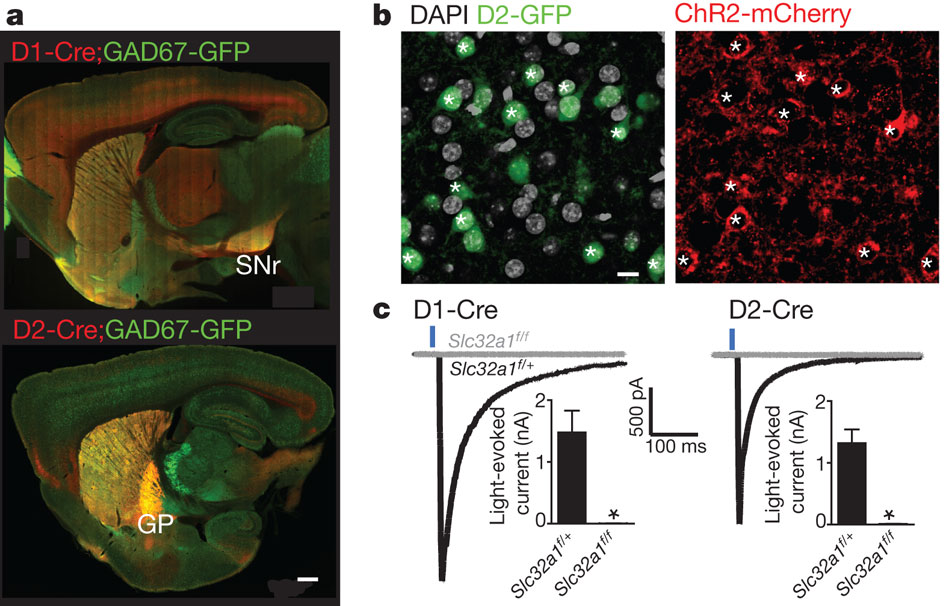 a
D1-Cre;GAD67-GFP
SNr
D2-Cre;GAD67-GFP
GP
b
DAPI D2-GFP
ChR2-mCherry
* * * * * * * * * *
* * * * * * * * * *
c
D1-Cre
Slc32a1f/f
Slc32a1f/+
500 pA
100 ms
Light-evoked
current (nA)
2
1
0
*
Slc32a1f/+
Slc32a1f/f
D2-Cre
Light-evoked
current (nA)
2
1
0
*
Slc32a1f/+
Slc32a1f/f